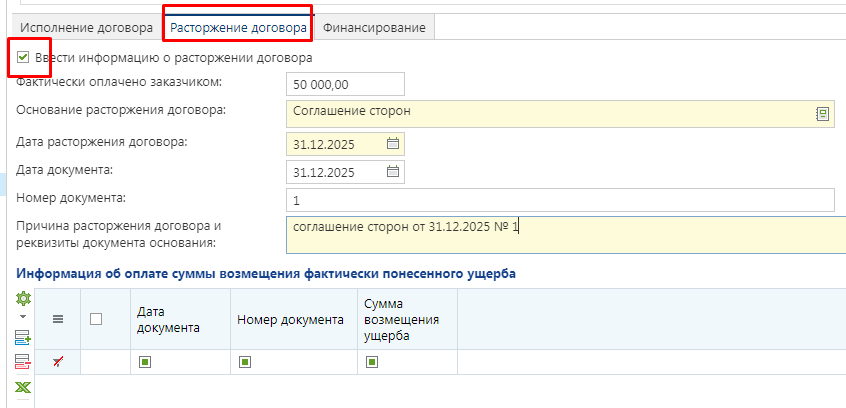 Исполнение договора Расторжение договора Финансирование
Ввести информацию о расторжении договора
Фактически оплачено заказчиком: 50 000,00
Основание расторжения договора: Соглашение сторон
Дата расторжения договора: 31.12.2025
Дата документа: 31.12.2025
Номер документа: 1
Причина расторжения договора и
реквизиты документа основания:
соглашение сторон от 31.12.2025 № 1
Информация об оплате суммы возмещения фактически понесенного ущерба
Дата
документа
Номер документа
Сумма
возмещения
ущерба